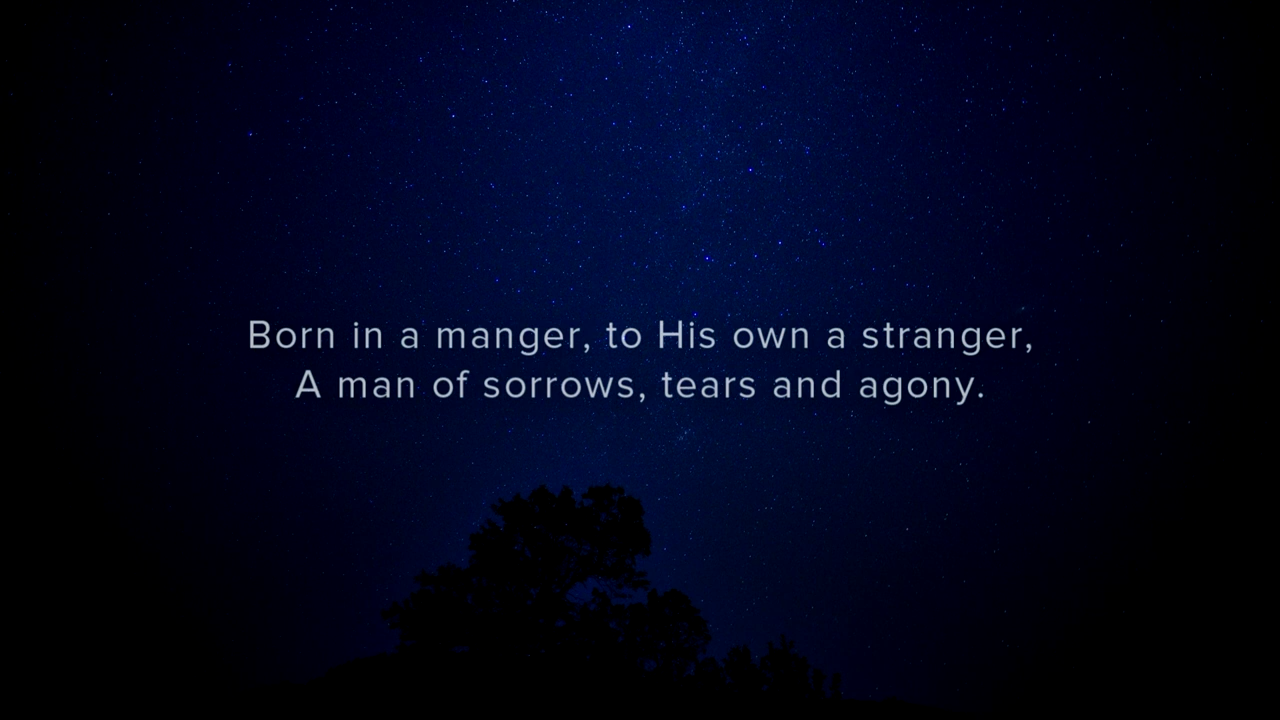 Born in a manger, to His own a stranger,
A man of sorrows, tears and agony.